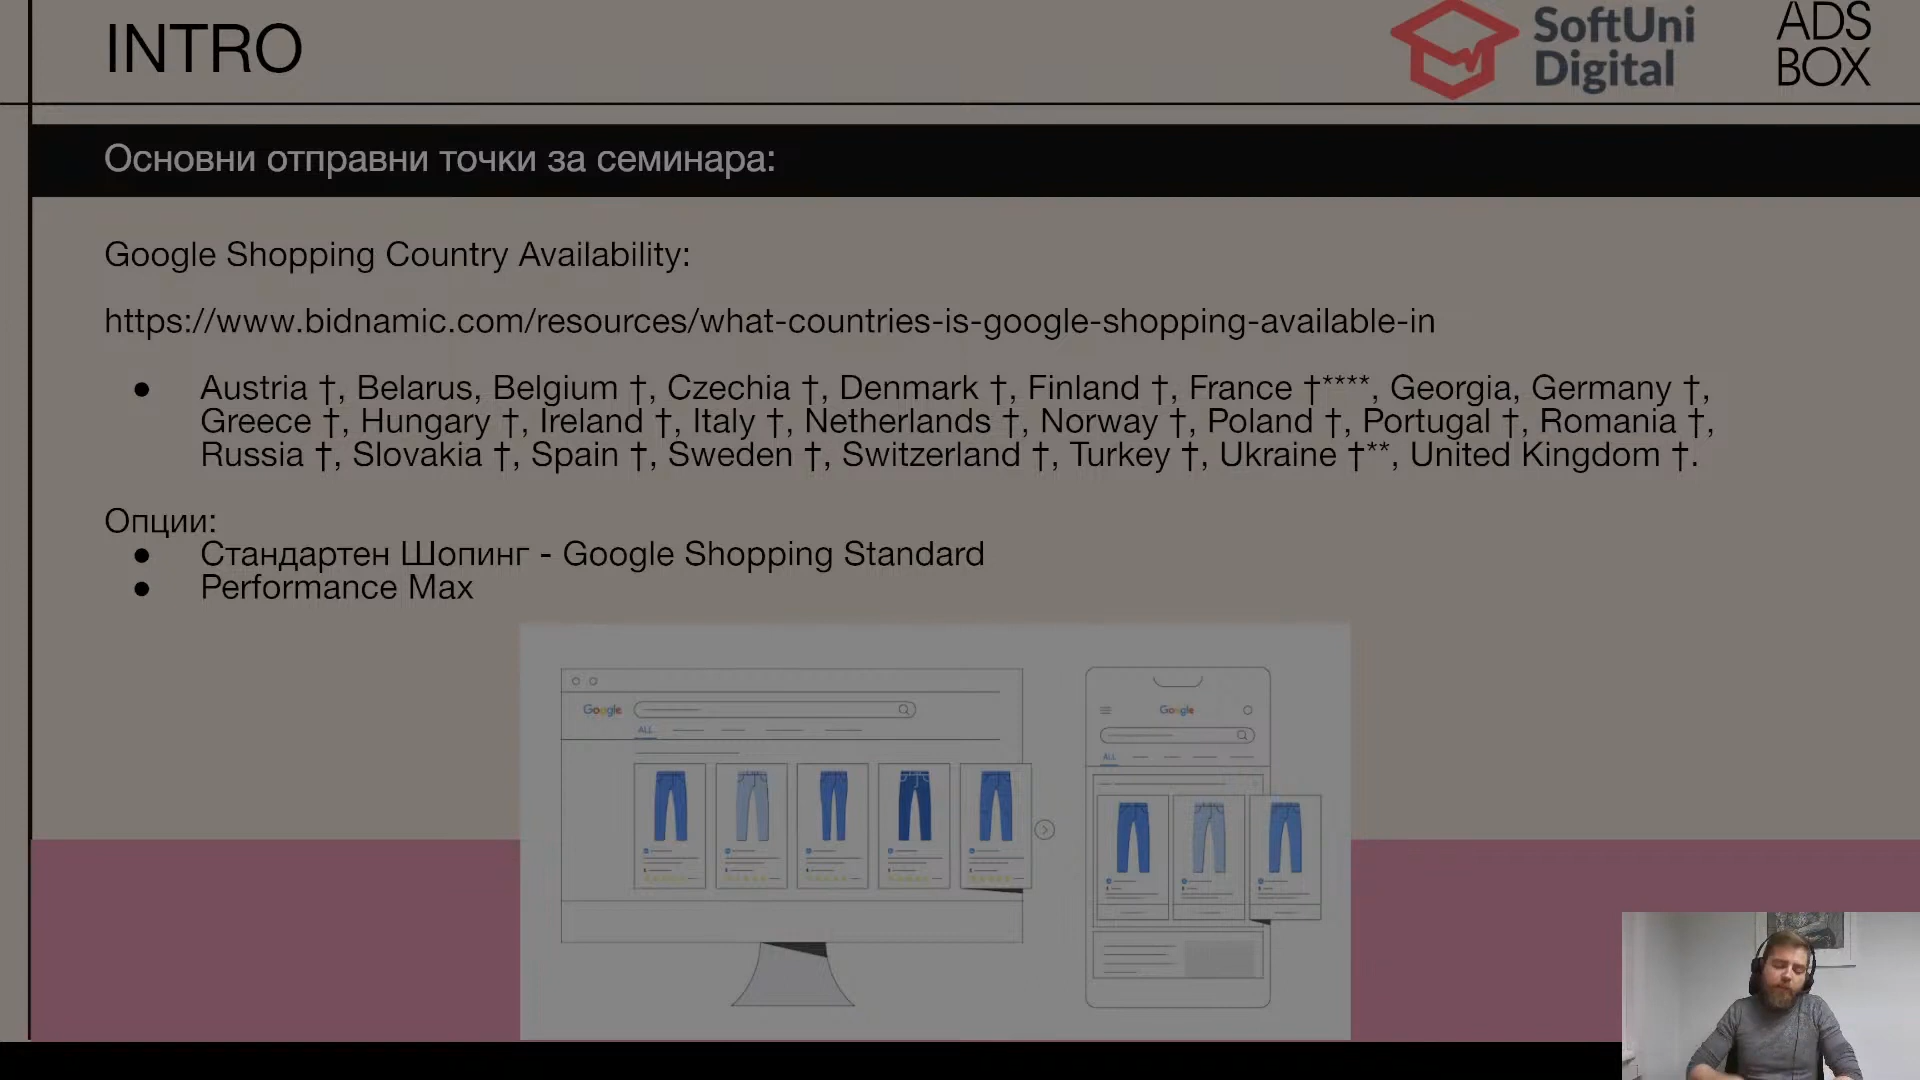 INTRO
SoftUni
Digital
ADS
BOX
Основни отправни точки за семинара:
Google Shopping Country Availability:
https://www.bidnamic.com/resources/what-countries-is-google-shopping-available-in
● Austria †, Belarus, Belgium †, Czechia †, Denmark †, Finland †, France †****, Georgia, Germany †,
Greece †, Hungary †, Ireland †, Italy †, Netherlands †, Norway †, Poland †, Portugal †, Romania †,
Russia †, Slovakia †, Spain †, Sweden †, Switzerland †, Turkey †, Ukraine †**, United Kingdom †.
Опции:
● Стандартен Шопинг - Google Shopping Standard
● Performance Max
Google
ALL
Google
ALL